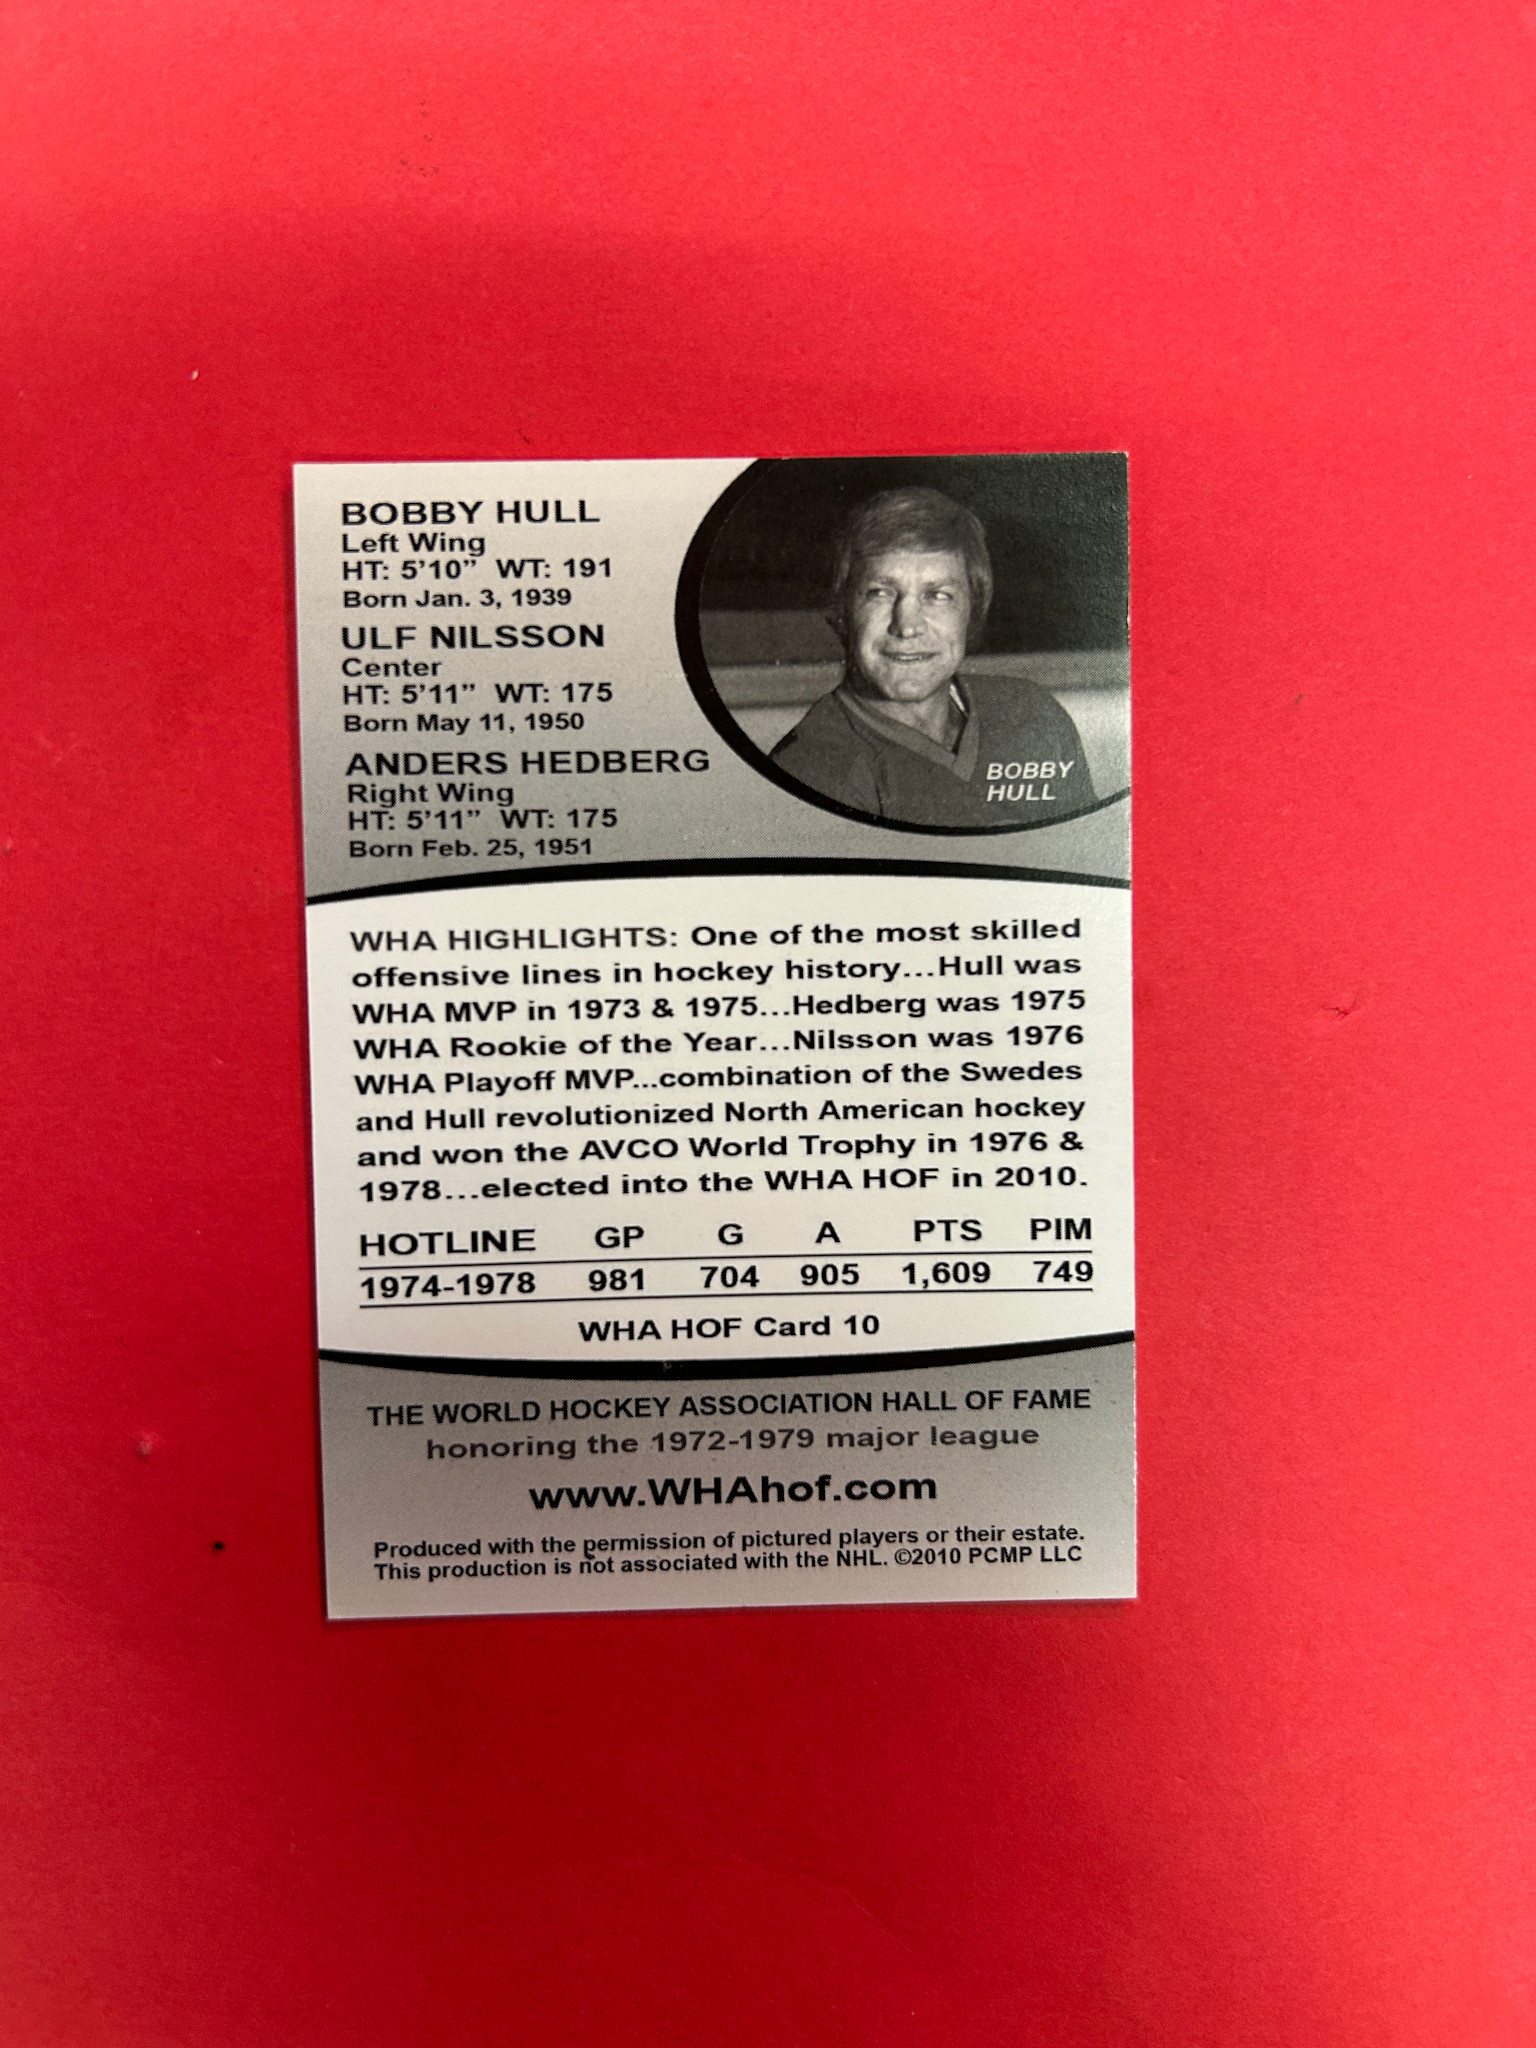 BOBBY HULL
Left Wing
HT: 5'10" WT: 191
Born Jan. 3, 1939
ULF NILSSON
Center
HT: 5'11" WT: 175
Born May 11, 1950
ANDERS HEDBERG
Right Wing
HT: 5'11" WT: 175
Born Feb. 25, 1951
BOBBY
HULL
WHA HIGHLIGHTS: One of the most skilled
offensive lines in hockey history...Hull was
WHA MVP in 1973 & 1975...Hedberg was 1975
WHA Rookie of the Year...Nilsson was 1976
WHA Playoff MVP...combination of the Swedes
and Hull revolutionized North American hockey
and won the AVCO World Trophy in 1976 &
1978...elected into the WHA HOF in 2010.
HOTLINE GP G A PTS PIM
1974-1978 981 704 905 1,609 749
WHA HOF Card 10
THE WORLD HOCKEY ASSOCIATION HALL OF FAME
honoring the 1972-1979 major league
www.WHAhof.com
Produced with the permission of pictured players or their estate.
This production is not associated with the NHL. ©2010 PCMP LLC